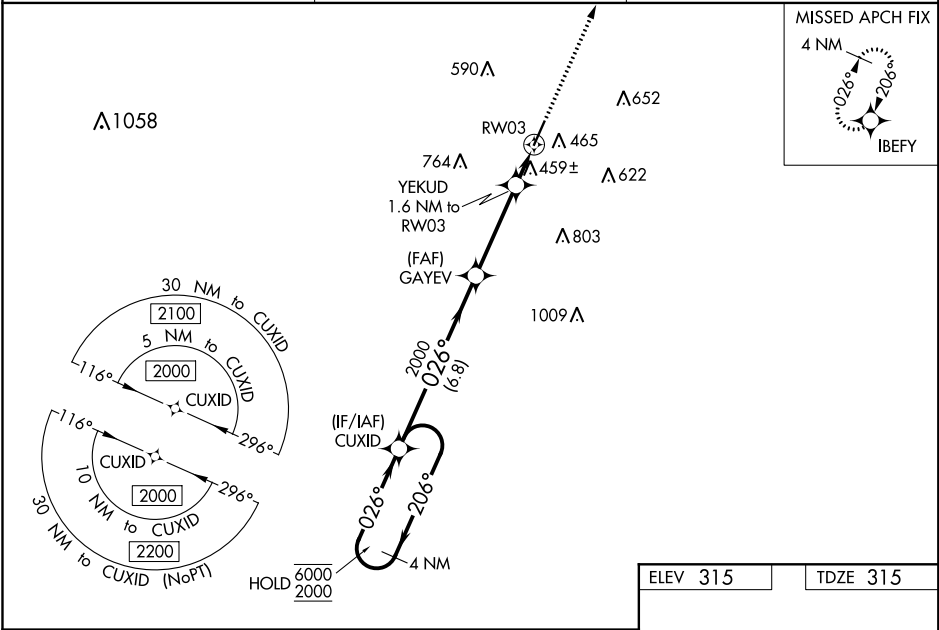 MISSED APCH FIX
4 NM
026°
206°
IBEFY
590
652
1058
RW03
465
764
459±
622
YEKUD
1.6 NM to
RW03
803
(FAF)
GAYEV
1009
30 NM to CUXID
2100
5 NM to CUXID
2000
116°
CUXID
296°
2000
026°
(6.8)
(IF/IAF)
CUXID
116°
CUXID
296°
10 NM to CUXID
2000
30 NM to CUXID (NoPT)
2200
026°
206°
4 NM
HOLD 6000
2000
ELEV 315
TDZE 315